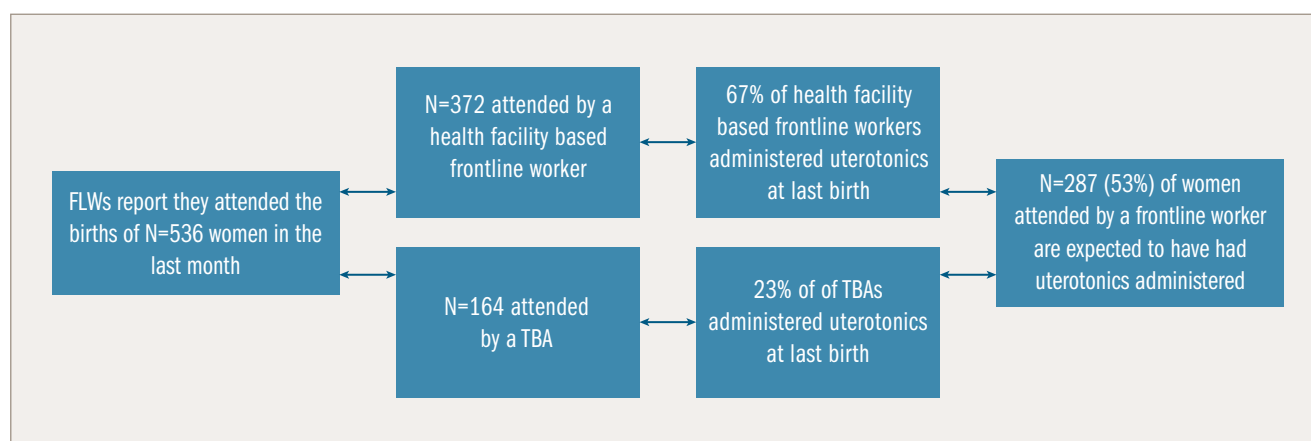 FLWs report they attended the
births of N=536 women in the
last month
N=372 attended by a
health facility based
frontline worker
N=164 attended
by a TBA
67% of health facility
based frontline workers
administered uterotonics
at last birth
23% of of TBAs
administered uterotonics
at last birth
N=287 (53%) of women
attended by a frontline worker
are expected to have had
uterotonics administered